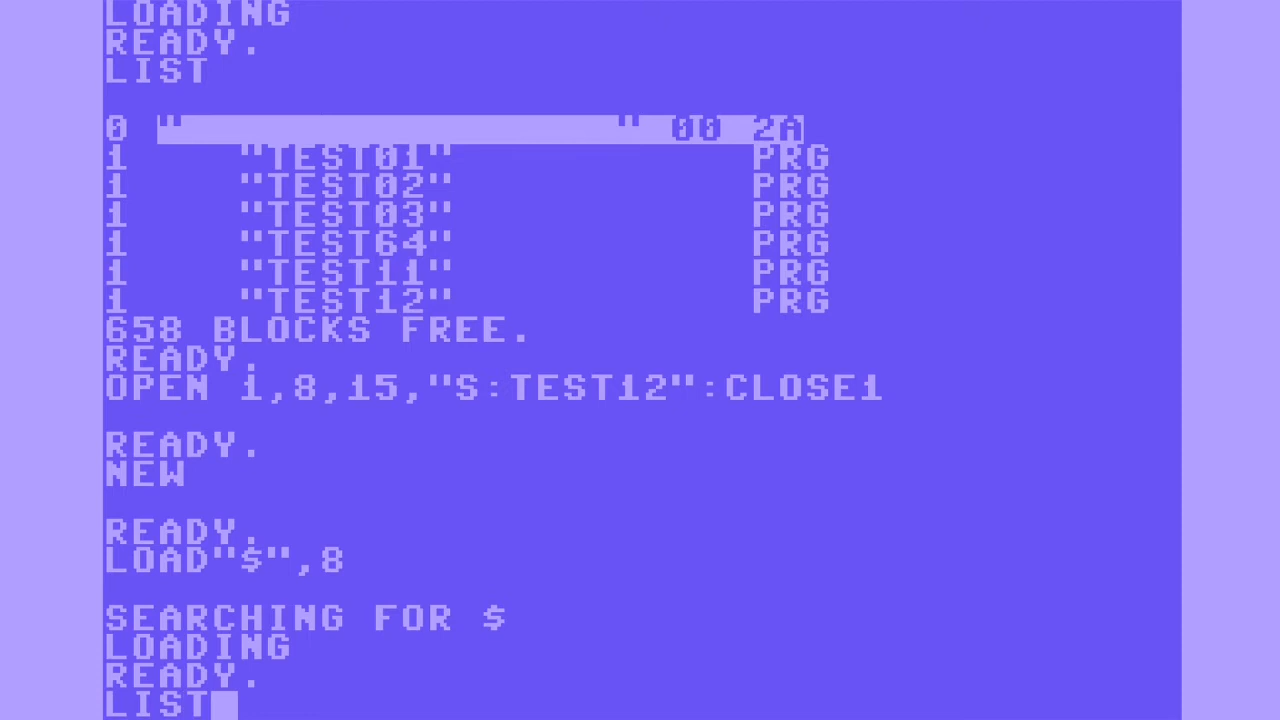 LOADING
READY.
LIST
0 "                " 00 2A
1    "TEST01"           PRG
1    "TEST02"           PRG
1    "TEST03"           PRG
1    "TEST64"           PRG
1    "TEST11"           PRG
1    "TEST12"           PRG
658 BLOCKS FREE.
READY.
OPEN 1,8,15,"S:TEST12":CLOSE1
READY.
NEW
READY.
LOAD"$",8
SEARCHING FOR $
LOADING
READY.
LIST